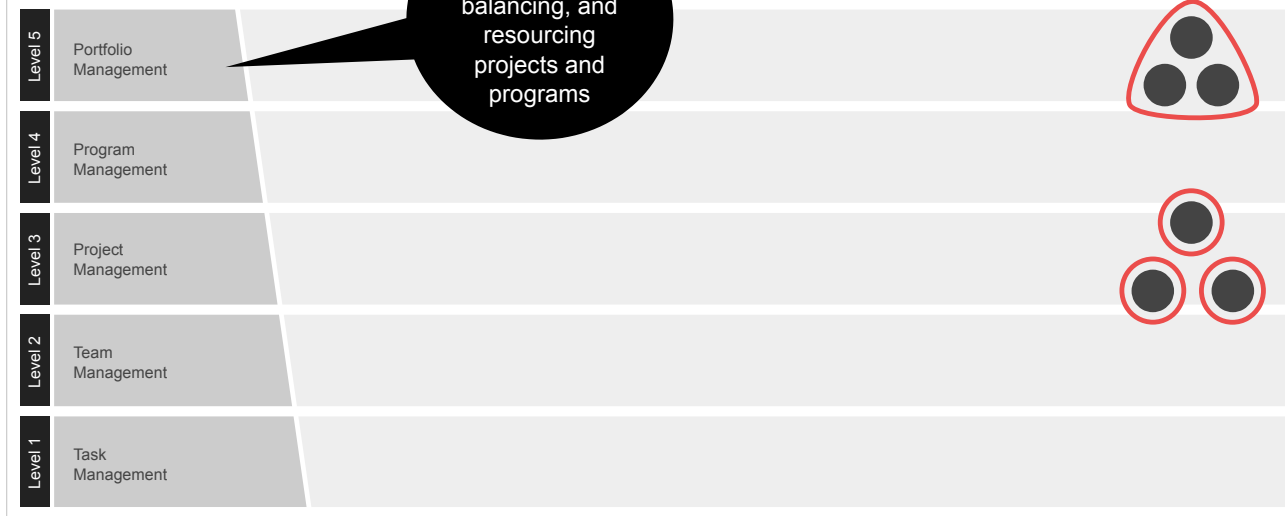 balancing, and
resourcing
projects and
programs
Level 5
Portfolio
Management
Level 4
Program
Management
Level 3
Project
Management
Level 2
Team
Management
Level 1
Task
Management